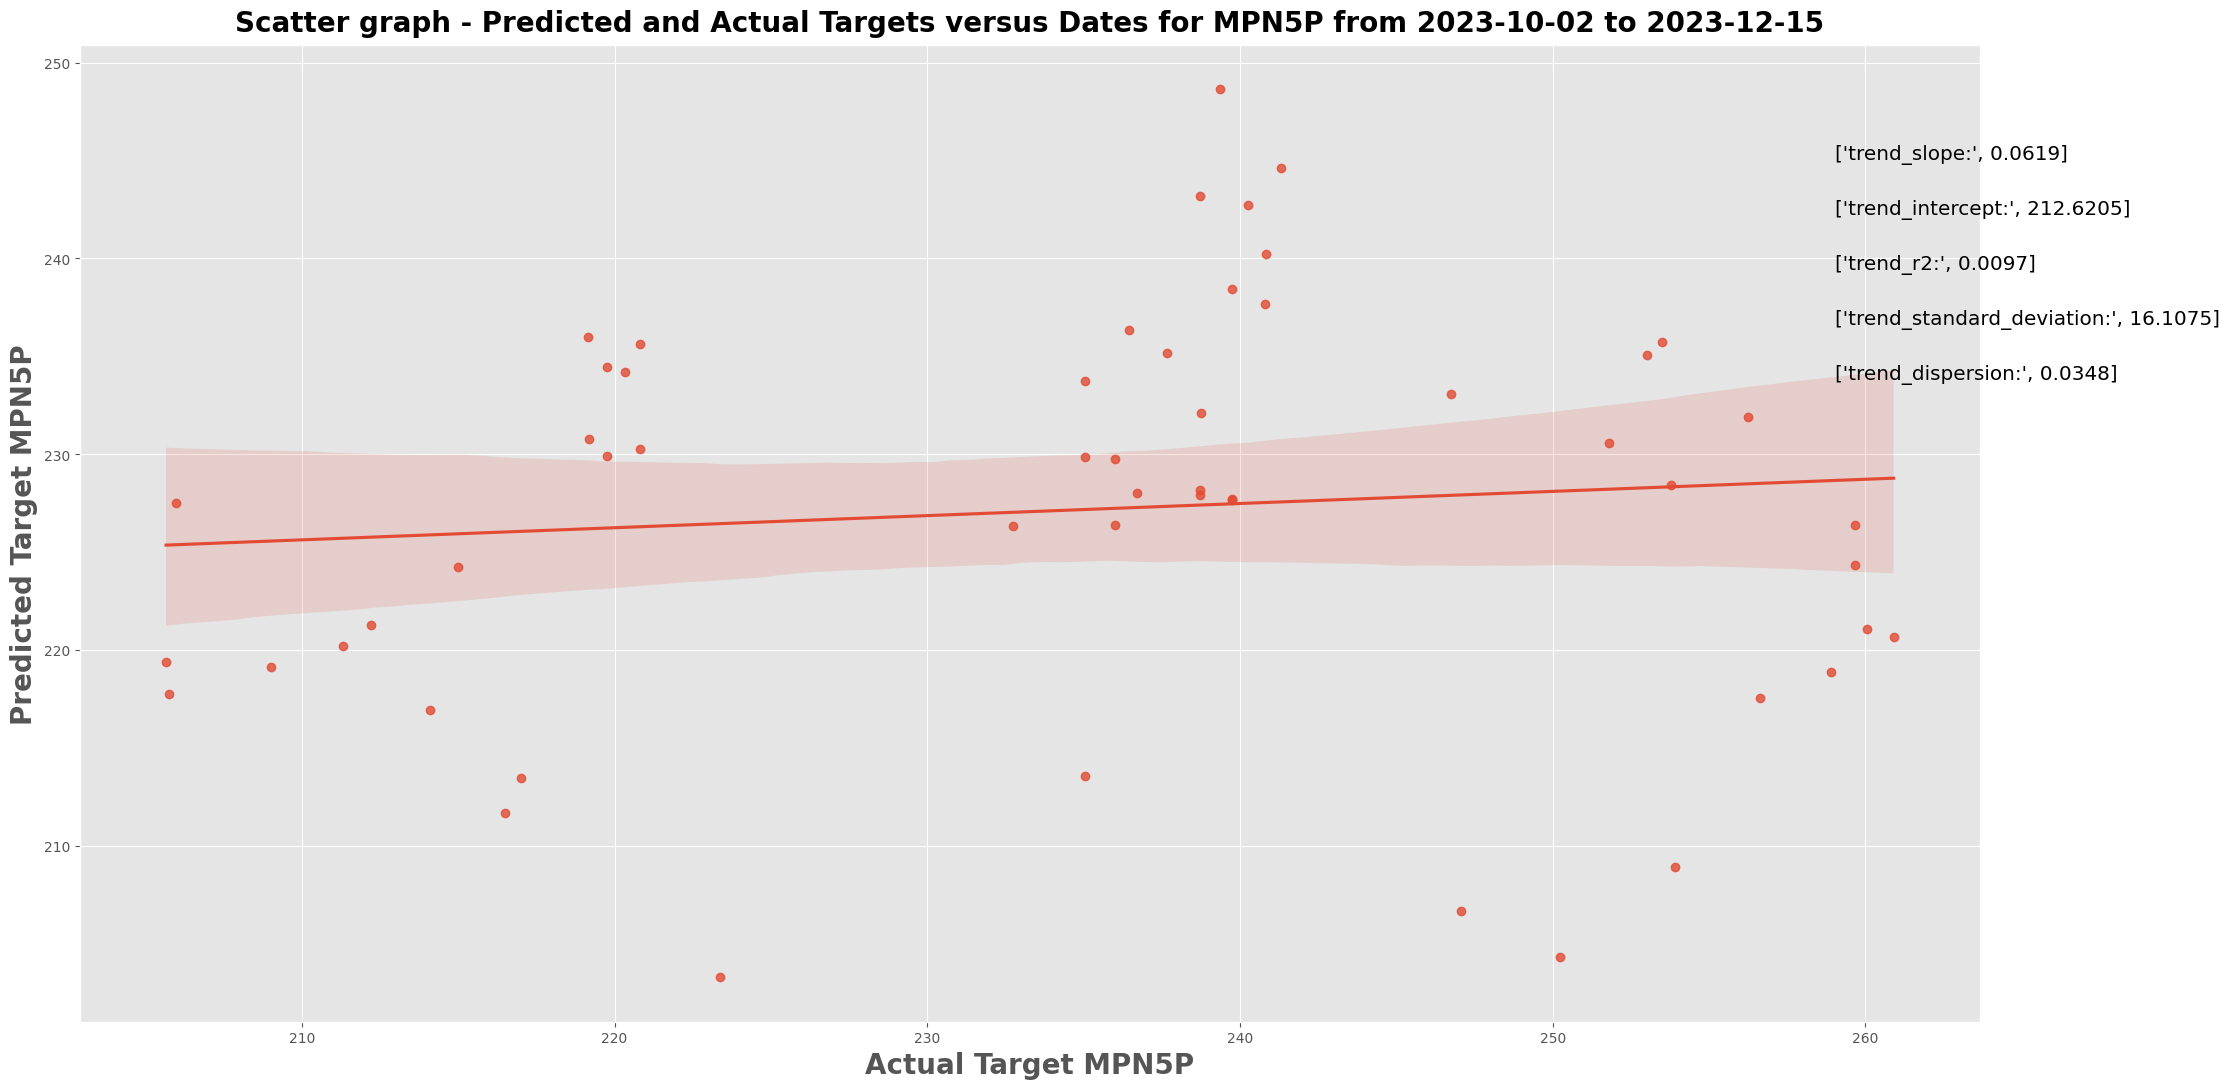 Scatter graph - Predicted and Actual Targets versus Dates for MPN5P from 2023-10-02 to 2023-12-15
250
240
230
220
210
Predicted Target MPN5P
['trend_slope:', 0.0619]
['trend_intercept:', 212.6205]
['trend_r2:', 0.0097]
['trend_standard_deviation:', 16.1075]
['trend_dispersion:', 0.0348]
210 220 230 240 250 260
Actual Target MPN5P